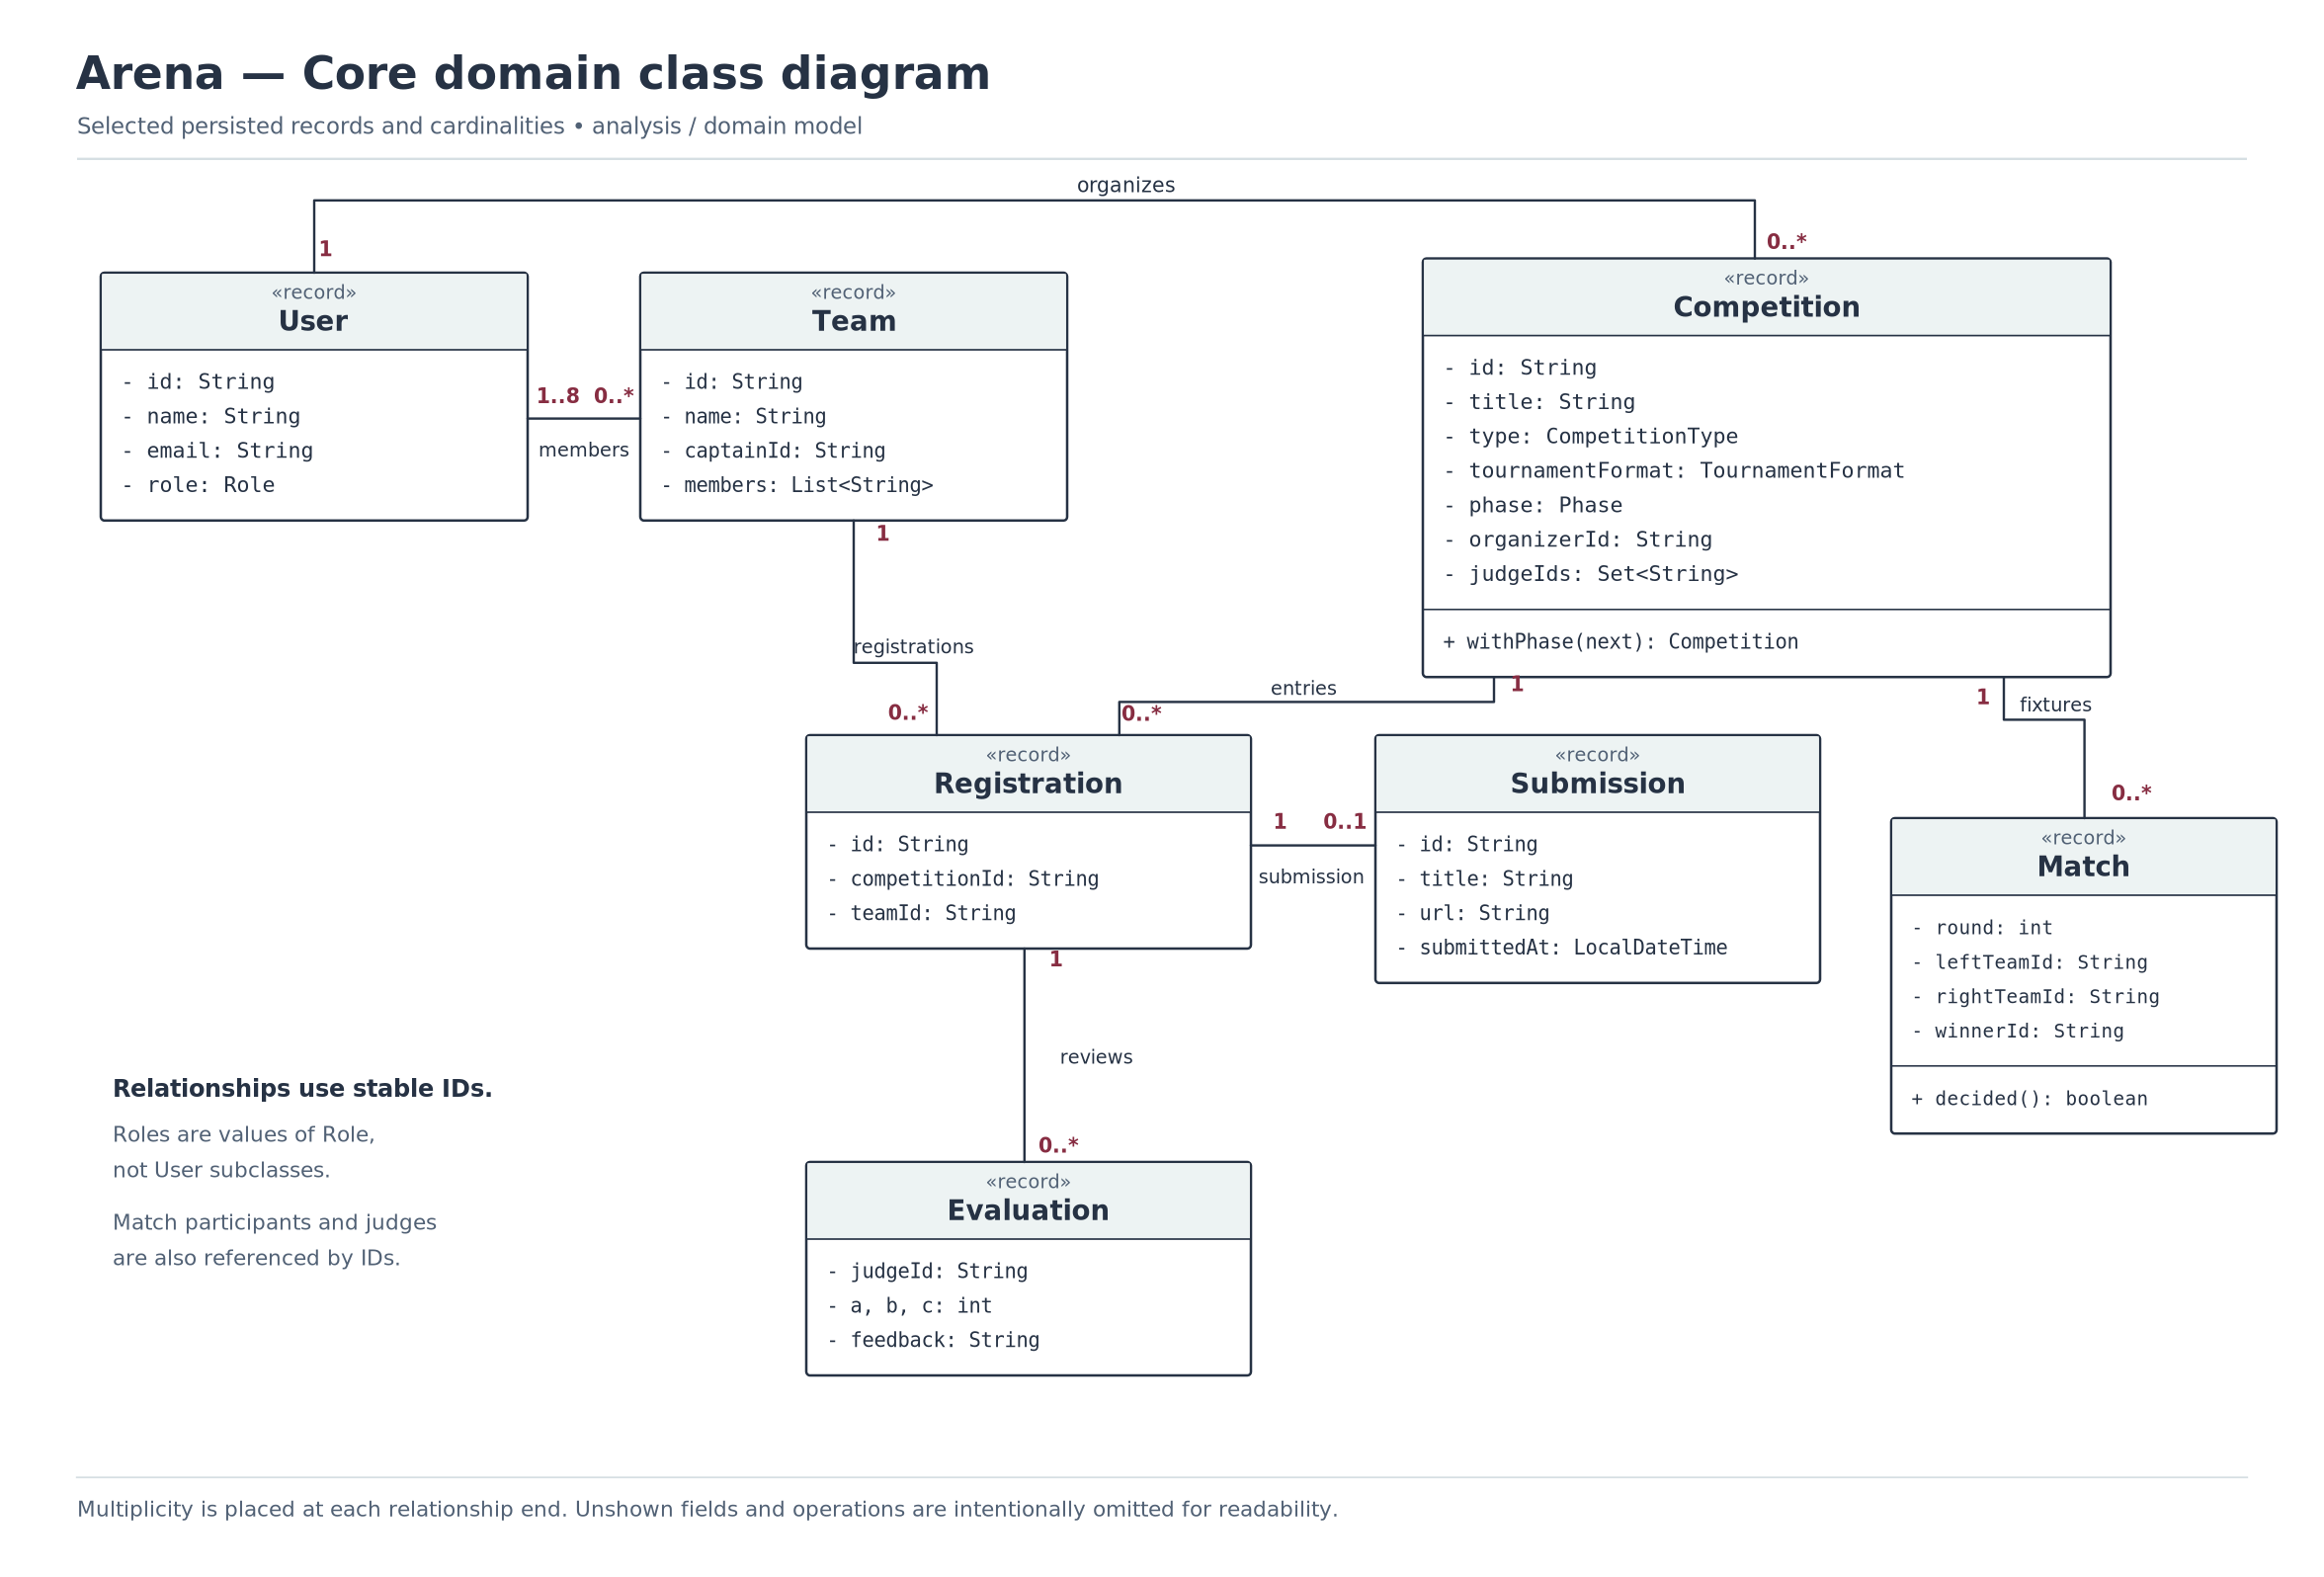 Arena — Core domain class diagram
Selected persisted records and cardinalities • analysis / domain model
organizes
1
0..*
«record»
User
- id: String
- name: String
- email: String
- role: Role
1..8 0..*
members
«record»
Team
- id: String
- name: String
- captainId: String
- members: List<String>
«record»
Competition
- id: String
- title: String
- type: CompetitionType
- tournamentFormat: TournamentFormat
- phase: Phase
- organizerId: String
- judgeIds: Set<String>
+ withPhase(next): Competition
1
registrations
0..*
1
entries
0..*
1
fixtures
0..*
«record»
Registration
- id: String
- competitionId: String
- teamId: String
1 0..1
submission
«record»
Submission
- id: String
- title: String
- url: String
- submittedAt: LocalDateTime
«record»
Match
- round: int
- leftTeamId: String
- rightTeamId: String
- winnerId: String
+ decided(): boolean
1
reviews
0..*
«record»
Evaluation
- judgeId: String
- a, b, c: int
- feedback: String
Relationships use stable IDs.
Roles are values of Role,
not User subclasses.
Match participants and judges
are also referenced by IDs.
Multiplicity is placed at each relationship end. Unshown fields and operations are intentionally omitted for readability.